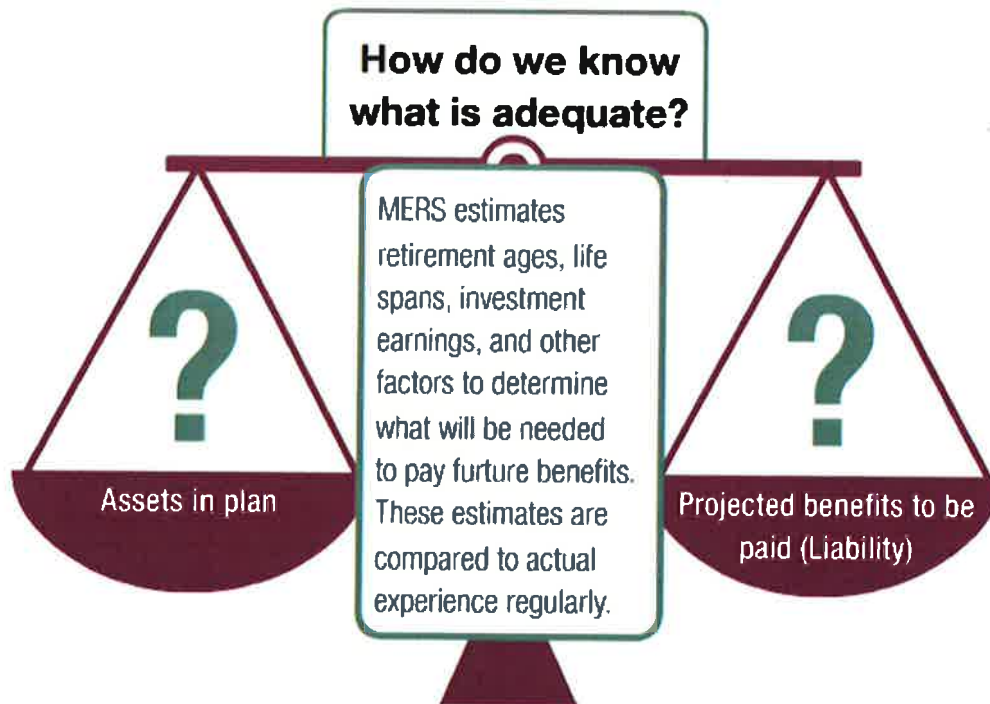 How do we know
what is adequate?
MERS estimates
retirement ages, life
spans, investment
earnings, and other
factors to determine
what will be needed
to pay furture benefits.
These estimates are
compared to actual
experience regularly.
?
Assets in plan
?
Projected benefits to be
paid (Liability)